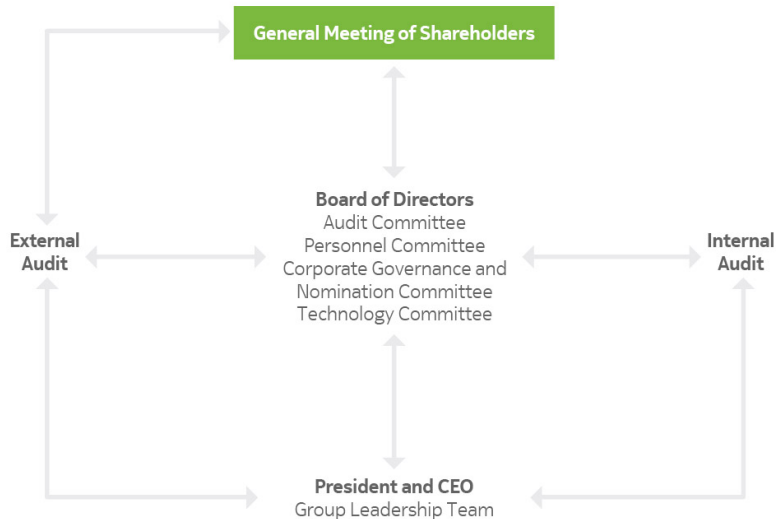 General Meeting of Shareholders
Board of Directors
Audit Committee
Personnel Committee
Corporate Governance and
Nomination Committee
Technology Committee
External
Audit
Internal
Audit
President and CEO
Group Leadership Team